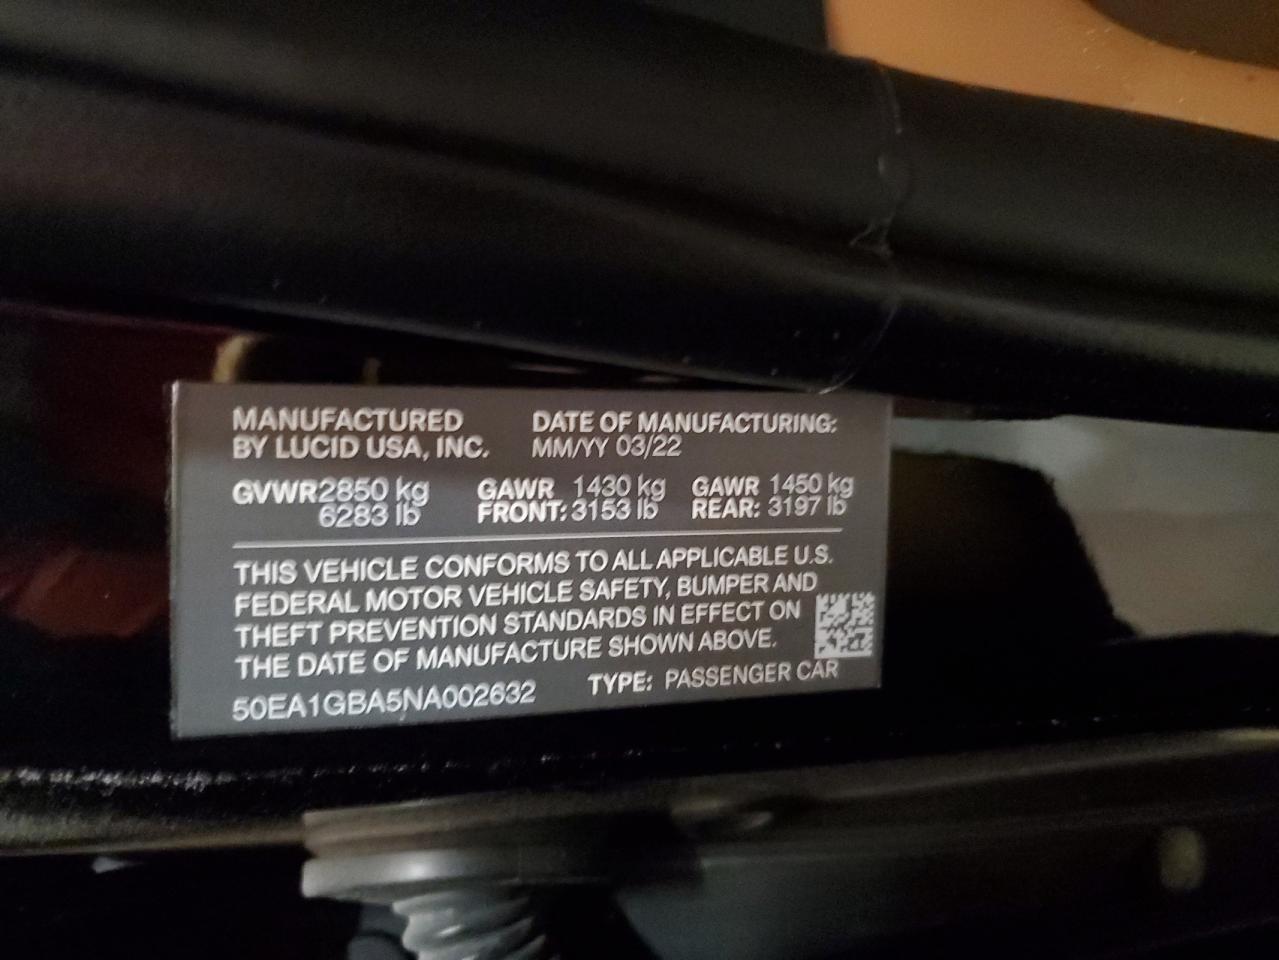 MANUFACTURED
BY LUCID USA, INC.
DATE OF MANUFACTURING:
MM/YY 03/22
GVWR 2850 kg
6283 lb
GAWR 1430 kg
FRONT: 3153 lb
GAWR 1450 kg
REAR: 3197 lb
THIS VEHICLE CONFORMS TO ALL APPLICABLE U.S.
FEDERAL MOTOR VEHICLE SAFETY, BUMPER AND
THEFT PREVENTION STANDARDS IN EFFECT ON
THE DATE OF MANUFACTURE SHOWN ABOVE.
50EA1GBA5NA002632
TYPE: PASSENGER CAR